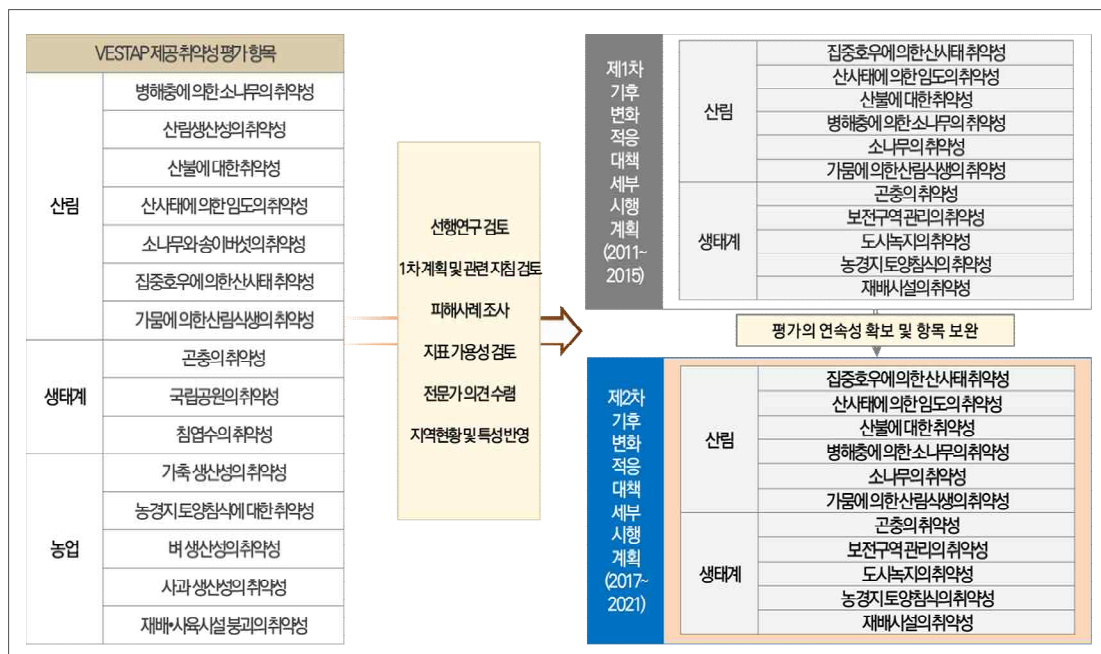 VESTAP 제공 취약성 평가 항목
산림
병해충에 의한 소나무의 취약성
산림생산성의 취약성
산불에 대한 취약성
산사태에 의한 임도의 취약성
소나무와 송이버섯의 취약성
집중호우에 의한 산사태 취약성
가뭄에 의한 산림식생의 취약성
생태계
곤충의 취약성
국립공원의 취약성
침엽수의 취약성
농업
가축 생산성의 취약성
농경지 토양침식에 대한 취약성
벼 생산성의 취약성
사과 생산성의 취약성
재배•사육시설 붕괴의 취약성
선행연구 검토
1차 계획 및 관련 지침 검토
피해사례 조사
지표 가용성 검토
전문가 의견 수렴
지역현황 및 특성 반영
제1차
기후
변화
적응
대책
세부
시행
계획
(2011~
2015)
산림
집중호우에 의한 산사태 취약성
산사태에 의한 임도의 취약성
산불에 대한 취약성
병해충에 의한 소나무의 취약성
소나무의 취약성
가뭄에 의한 산림식생의 취약성
생태계
곤충의 취약성
보전구역 관리의 취약성
도시녹지의 취약성
농경지 토양침식의 취약성
재배시설의 취약성
평가의 연속성 확보 및 항목 보완
제2차
기후
변화
적응
대책
세부
시행
계획
(2017~
2021)
산림
집중호우에 의한 산사태 취약성
산사태에 의한 임도의 취약성
산불에 대한 취약성
병해충에 의한 소나무의 취약성
소나무의 취약성
가뭄에 의한 산림식생의 취약성
생태계
곤충의 취약성
보전구역 관리의 취약성
도시녹지의 취약성
농경지 토양침식의 취약성
재배시설의 취약성